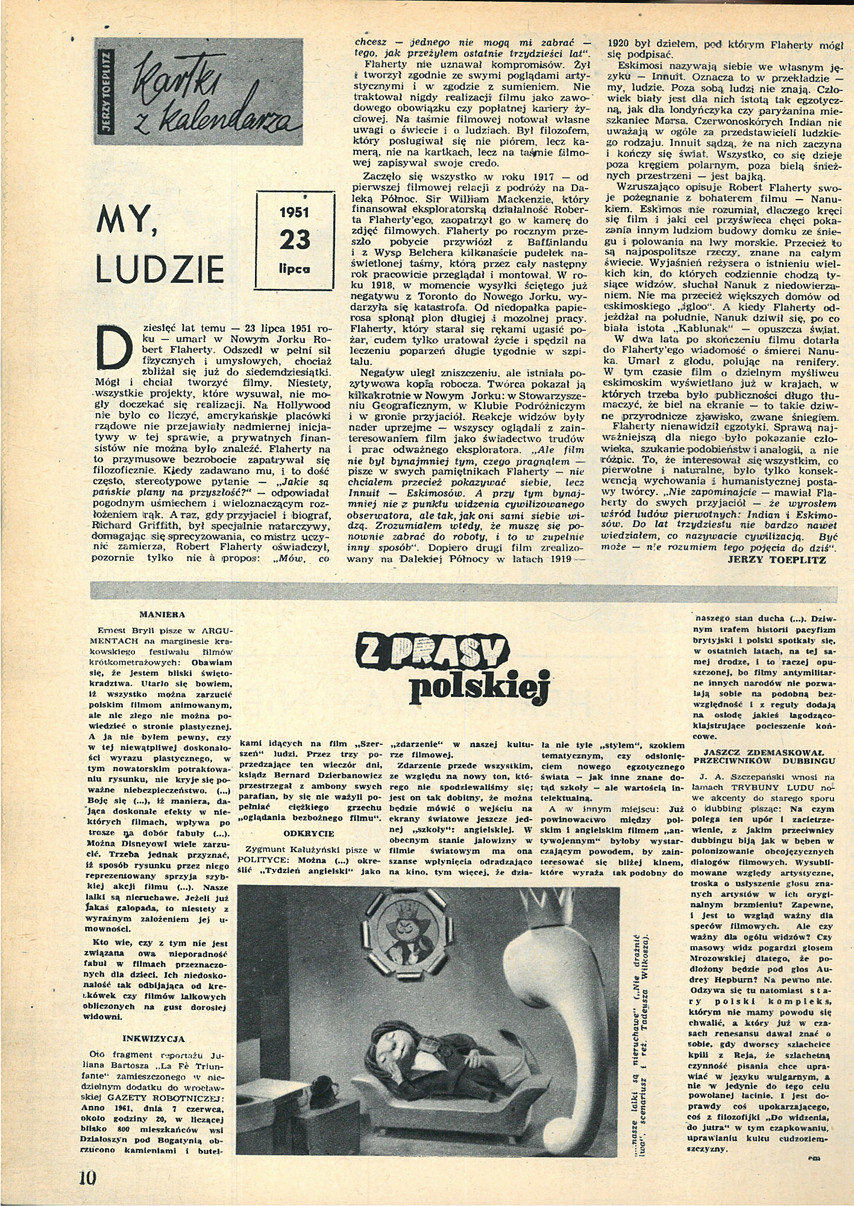 JERZY TOEPLITZ
Kartki
z kalendarza
MY,
LUDZIE
1951
23
lipca
Dziesięć lat temu — 23 lipca 1951 ro-
ku — umarł w Nowym Jorku Ro-
bert Flaherty. Odszedł w pełni sił
fizycznych i umysłowych, chociaż
zbliżał się już do siedemdziesiątki.
Mógł i chciał tworzyć filmy. Niestety,
wszystkie projekty, które wysuwał, nie mo-
gły doczekać się realizacji. Na Hollywood
nie było co liczyć, amerykańskie placówki
rządowe nie przejawiały nadmiernej inicja-
tywy w tej sprawie, a prywatnych finan-
sistów nie można było znaleźć. Flaherty na
to przymusowe bezrobocie zapatrywał się
filozoficznie. Kiedy zadawano mu, i to dość
często, stereotypowe pytanie — „Jakie są
pańskie plany na przyszłość?" — odpowiadał
pogodnym uśmiechem i wieloznaczącym roz-
łożeniem rąk. A raz, gdy przyjaciel i biograf,
Richard Griffith, był specjalnie natarczywy,
domagając się sprecyzowania, co mistrz uczy-
nić zamierza, Robert Flaherty oświadczył,
pozornie tylko nie à propos: „Mów, co
chcesz — jednego nie mogą mi zabrać —
tego, jak przeżyłem ostatnie trzydzieści lat".
Flaherty nie uznawał kompromisów. Żył
i tworzył zgodnie ze swymi poglądami arty-
stycznymi i w zgodzie z sumieniem. Nie
traktował nigdy realizacji filmu jako zawo-
dowego obowiązku czy popłatnej kariery ży-
ciowej. Na taśmie filmowej notował własne
uwagi o świecie i o ludziach. Był filozofem,
który posługiwał się nie piórem, lecz ka-
merą, nie na kartkach, lecz na taśmie filmo-
wej zapisywał swoje credo.
Zaczęło się wszystko w roku 1917 — od
pierwszej filmowej relacji z podróży na Da-
leką Północ. Sir William Mackenzie, który
finansował eksploratorską działalność Rober-
ta Flaherty'ego, zaopatrzył go w kamerę do
zdjęć filmowych. Flaherty po rocznym prze-
szło pobycie przywiózł z Baffinlandu
i z Wysp Belchera kilkanaście pudełek na-
świetlonej taśmy, którą przez cały następny
rok pracowicie przeglądał i montował. W ro-
ku 1918, w momencie wysyłki ściętego już
negatywu z Toronto do Nowego Jorku, wy-
darzyła się katastrofa. Od niedopałka papie-
rosa spłonął plon długiej i mozolnej pracy.
Flaherty, który starał się rękami ugasić po-
żar, cudem tylko uratował życie i spędził na
leczeniu poparzeń długie tygodnie w szpi-
talu.
Negatyw uległ zniszczeniu, ale istniała po-
zytywowa kopia robocza. Twórca pokazał ją
kilkakrotnie w Nowym Jorku: w Stowarzysze-
niu Geograficznym, w Klubie Podróżniczym
i w gronie przyjaciół. Reakcje widzów były
nader uprzejme — wszyscy oglądali z zain-
teresowaniem film jako świadectwo trudów
i prac odważnego eksploratora. „Ale film
nie był bynajmniej tym, czego pragnąłem —
pisze w swych pamiętnikach Flaherty — nie
chciałem przecież pokazywać siebie, lecz
Innuit — Eskimosów. A przy tym bynaj-
mniej nie z punktu widzenia cywilizowanego
obserwatora, ale tak, jak oni sami siebie wi-
dzą. Zrozumiałem wtedy, że muszę się po-
nownie zabrać do roboty, i to w zupełnie
inny sposób". Dopiero drugi film zrealizo-
wany na Dalekiej Północy w latach 1919 —
1920 był dziełem, pod którym Flaherty mógł
się podpisać.
Eskimosi nazywają siebie we własnym ję-
zyku — Innuit. Oznacza to w przekładzie —
my, ludzie. Poza sobą ludzi nie znają. Czło-
wiek biały jest dla nich istotą tak egzotycz-
ną, jak dla londyńczyka czy paryżanina mie-
szkaniec Marsa. Czerwonoskórych Indian nie
uważają w ogóle za przedstawicieli ludzkie-
go rodzaju. Innuit sądzą, że na nich zaczyna
i kończy się świat. Wszystko, co się dzieje
poza kręgiem polarnym, poza bielą śnież-
nych przestrzeni — jest bajką.
Wzruszająco opisuje Robert Flaherty swo-
je pożegnanie z bohaterem filmu — Nanu-
kiem. Eskimos nie rozumiał, dlaczego kręci
się film i jaki cel przyświeca chęci poka-
zania innym ludziom budowy domku ze śnie-
gu i polowania na lwy morskie. Przecież to
są najpospolitsze rzeczy, znane na całym
świecie. Wyjaśnień reżysera o istnieniu wiel-
kich kin, do których codziennie chodzą ty-
siące widzów, słuchał Nanuk z niedowierza-
niem. Nie ma przecież większych domów od
eskimoskiego „igloo". A kiedy Flaherty od-
jeżdżał na południe, Nanuk dziwił się, po co
biała istota „Kablunak" — opuszcza świat.
W dwa lata po skończeniu filmu dotarła
do Flaherty'ego wiadomość o śmierci Nanu-
ka. Umarł z głodu, polując na renifery.
W tym czasie film o dzielnym myśliwcu
eskimoskim wyświetlano już w krajach, w
których trzeba było publiczności długo tłu-
maczyć, że biel na ekranie — to takie dziw-
ne przyrodnicze zjawisko, zwane śniegiem.
Flaherty nienawidził egzotyki. Sprawą naj-
ważniejszą dla niego było pokazanie czło-
wieka, szukanie podobieństw i analogii, a nie
różnic. To, że interesował się wszystkim, co
pierwotne i naturalne, było tylko konsek-
wencją wychowania i humanistycznej posta-
wy twórcy. „Nie zapominajcie — mawiał Fla-
herty do swych przyjaciół — że wyrosłem
wśród ludów pierwotnych: Indian i Eskimo-
sów. Do lat trzydziestu nie bardzo nawet
wiedziałem, co nazywacie cywilizacją. Być
może — nie rozumiem tego pojęcia do dziś".
JERZY TOEPLITZ
Z PRASY
polskiej
MANIERA
Ernest Bryll pisze w ARGU-
MENTACH na marginesie kra-
kowskiego festiwalu filmów
krótkometrażowych: Obawiam
się, że jestem bliski święto-
kradztwa. Utarło się bowiem,
iż wszystko można zarzucić
polskim filmom animowanym,
ale nic złego nie można po-
wiedzieć o stronie plastycznej.
A ja nie byłem pewny, czy
w tej niewątpliwej doskonało-
ści wyrazu plastycznego, w
tym nowatorskim potraktowa-
niu rysunku, nie kryje się po-
ważne niebezpieczeństwo. (...)
Boję się (...), iż maniera, da-
jąca doskonałe efekty w nie-
których filmach, wpływa po
trosze na dobór fabuły (...).
Można Disneyowi wiele zarzu-
cić. Trzeba jednak przyznać,
iż sposób rysunku przez niego
reprezentowany sprzyja szyb-
kiej akcji filmu (...). Nasze
lalki są nieruchawe. Jeżeli już
jakaś galopada, to niestety z
wyraźnym założeniem jej u-
mowności.
Kto wie, czy z tym nie jest
związana owa nieporadność
fabuł w filmach przeznaczo-
nych dla dzieci. Ich niedosko-
nałość tak odbijająca od kre-
skówek czy filmów lalkowych
obliczonych na gust dorosłej
widowni.
INKWIZYCJA
Oto fragment reportażu Ju-
liana Bartosza „La Fè Triun-
fante" zamieszczonego w nie-
dzielnym dodatku do wrocław-
skiej GAZETY ROBOTNICZEJ:
Anno 1961, dnia 7 czerwca,
około godziny 20, w liczącej
blisko 800 mieszkańców wsi
Działoszyn pod Bogatynią ob-
rzucono kamieniami i butel-
kami idących na film „Szer-
szeń" ludzi. Przez trzy po-
przedzające ten wieczór dni,
ksiądz Bernard Dzierbanowicz
przestrzegał z ambony swych
parafian, by się nie ważyli po-
pełniać ciężkiego grzechu
„oglądania bezbożnego filmu".
ODKRYCIE
Zygmunt Kałużyński pisze w
POLITYCE: Można (...) okre-
ślić „Tydzień angielski" jako
„zdarzenie" w naszej kultu-
rze filmowej.
Zdarzenie przede wszystkim,
ze względu na nowy ton, któ-
rego nie spodziewaliśmy się;
jest on tak dobitny, że można
będzie mówić o wejściu na
ekrany światowe jeszcze jed-
nej „szkoły": angielskiej. W
obecnym stanie jałowizny w
filmie światowym ma ona
szanse wpłynięcia odradzająco
na kino, tym więcej, że dzia-
ła nie tyle „stylem", szokiem
tematycznym, czy odsłonię-
ciem nowego egzotycznego
świata — jak inne znane do-
tąd szkoły — ale wartością in-
telektualną.
A w innym miejscu: Już
powinowactwo między pol-
skim i angielskim filmem „an-
tywojennym" byłoby wystar-
czającym powodem, by zain-
teresować się bliżej kinem,
które wyraża tak podobny do
naszego stan ducha (...). Dziw-
nym trafem historii pacyfizm
brytyjski i polski spotkały się,
w ostatnich latach, na tej sa-
mej drodze, i to raczej opu-
szczonej, bo filmy antymilitar-
ne innych narodów nie pozwa-
lają sobie na podobną bez-
względność i z reguły dodają
na osłodę jakieś łagodząco-
klajstrujące pocieszenie koń-
cowe.
JASZCZ ZDEMASKOWAŁ
PRZECIWNIKÓW DUBBINGU
J. A. Szczepański wnosi na
łamach TRYBUNY LUDU no-
we akcenty do starego sporu
o dubbing pisząc: Na czym
polega ten upór i zacietrze-
wienie, z jakim przeciwnicy
dubbingu biją jak w bęben w
polonizowanie obcojęzycznych
dialogów filmowych. Wysubli-
mowane względy artystyczne,
troska o usłyszenie głosu zna-
nych artystów w ich orygi-
nalnym brzmieniu? Zapewne,
i jest to wzgląd ważny dla
speców filmowych. Ale czy
ważny dla ogółu widzów? Czy
masowy widz pogardzi głosem
Mrozowskiej dlatego, że po-
dłożony będzie pod głos Au-
drey Hepburn? Na pewno nie.
Odzywa się tu natomiast sta-
ry polski kompleks,
którym nie mamy powodu się
chwalić, a który już w cza-
sach renesansu dawał znać o
sobie, gdy dworscy szlachcice
kpili z Reja, że szlachetną
czynność pisania chce upra-
wiać w języku wulgarnym, a
nie w jedynie do tego celu
powołanej łacinie. I jest do-
prawdy coś upokarzającego,
coś z filozofijki „Do widzenia,
do jutra" w tym czapkowaniu,
uprawianiu kultu cudzoziem-
szczyzny.
„...nasze lalki są nieruchawe" („Nie drażnić
lwa", scenariusz i reż. Tadeusza Wilkosza).
10